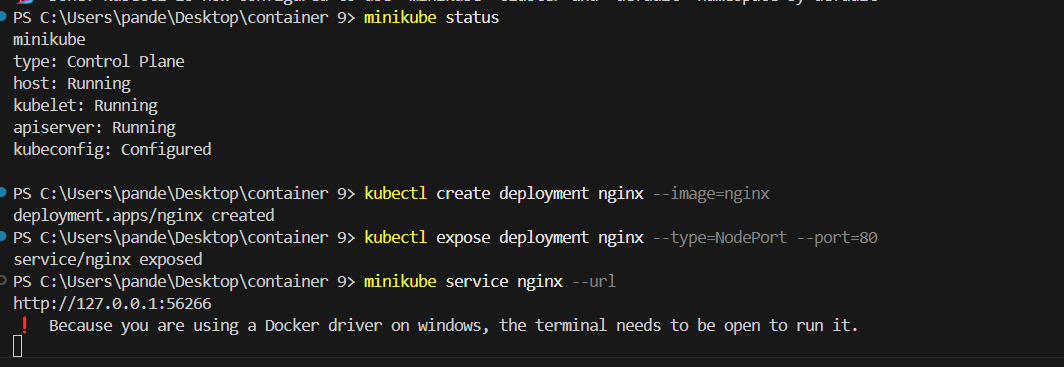 PS C:\Users\pande\Desktop\container 9> minikube status
minikube
type: Control Plane
host: Running
kubelet: Running
apiserver: Running
kubeconfig: Configured
PS C:\Users\pande\Desktop\container 9> kubectl create deployment nginx --image=nginx
deployment.apps/nginx created
PS C:\Users\pande\Desktop\container 9> kubectl expose deployment nginx --type=NodePort --port=80
service/nginx exposed
PS C:\Users\pande\Desktop\container 9> minikube service nginx --url
http://127.0.0.1:56266
! Because you are using a Docker driver on windows, the terminal needs to be open to run it.